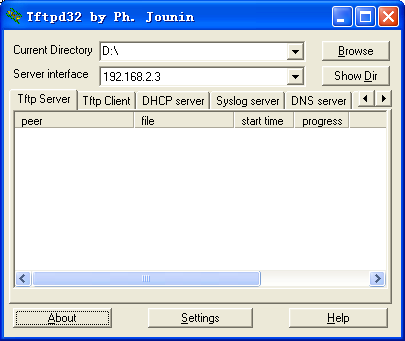 Tftpd32 by Ph. Jounin
Current Directory D:\ Browse
Server interface 192.168.2.3 Show Dir
Tftp Server Tftp Client DHCP server Syslog server DNS server
peer file start time progress
About Settings Help